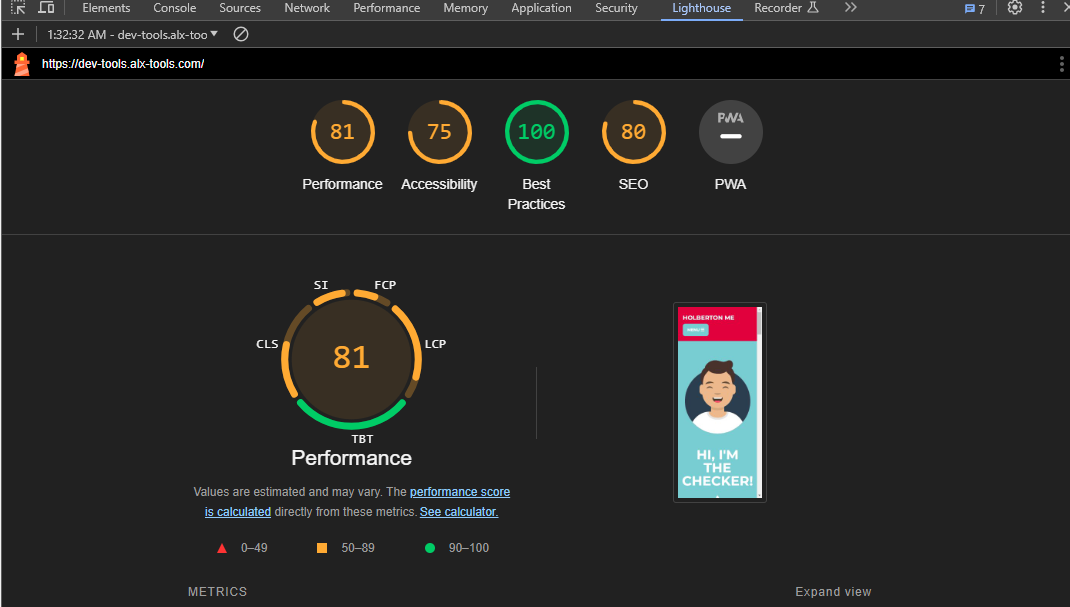 Elements Console Sources Network Performance Memory Application Security Lighthouse Recorder 7
1:32:32 AM - dev-tools.alx-too
https://dev-tools.alx-tools.com/
81 75 100 80 PWA
Performance Accessibility Best Practices SEO PWA
SI FCP
CLS LCP
81
TBT
Performance
Values are estimated and may vary. The performance score
is calculated directly from these metrics. See calculator.
0–49 50–89 90–100
HOLBERTON ME
HI, I'M
THE
CHECKER!
METRICS Expand view